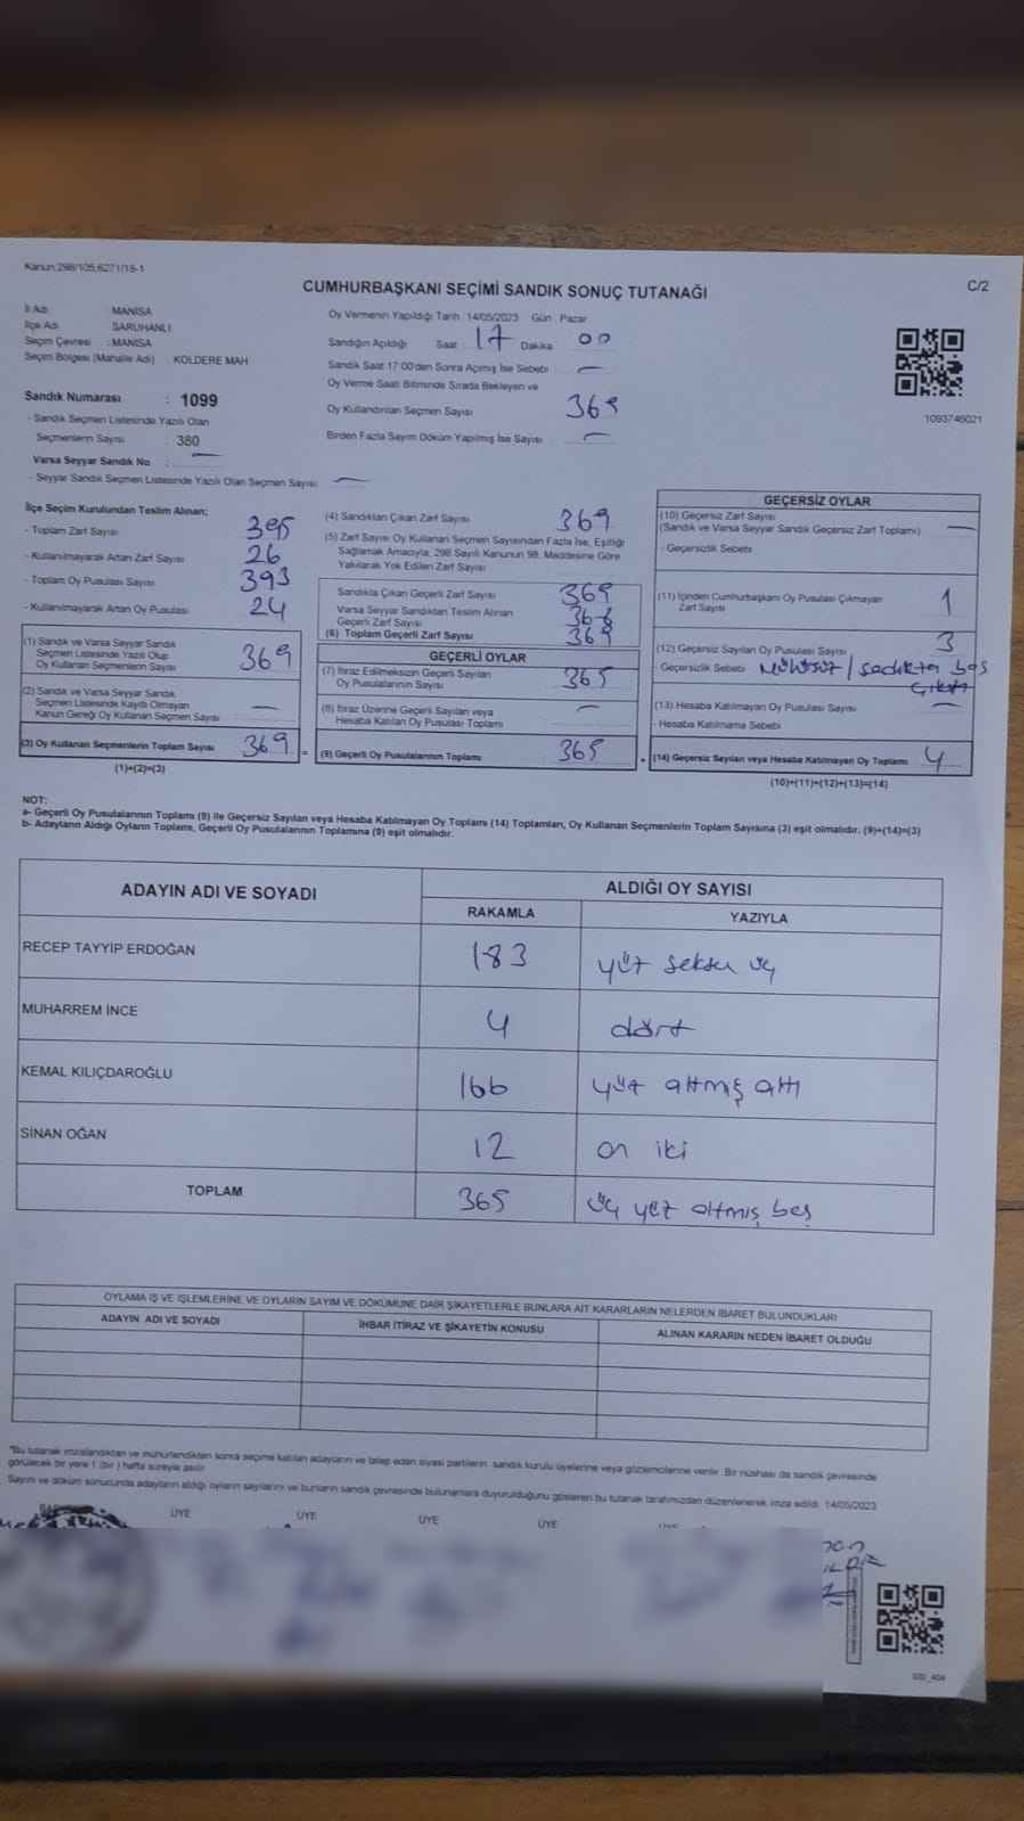 Kanun:298/105,6271/18-1
C/2
CUMHURBAŞKANI SEÇİMİ SANDIK SONUÇ TUTANAĞI
İl Adı : MANİSA
İlçe Adı : SARUHANLI
Seçim Çevresi : MANİSA
Seçim Bölgesi (Mahalle Adı) : KOLDERE MAH
Sandık Numarası : 1099
- Sandık Seçmen Listesinde Yazılı Olan
Seçmenlerin Sayısı : 380
Varsa Seyyar Sandık No : —
- Seyyar Sandık Seçmen Listesinde Yazılı Olan Seçmen Sayısı —
Oy Vermenin Yapıldığı Tarih: 14/05/2023 Gün : Pazar
Sandığın Açıldığı Saat 17 Dakika 00
Sandık Saat 17:00'den Sonra Açımış İse Sebebi —
Oy Verme Saati Bitiminde Sırada Bekleyen ve
Oy Kullandırılan Seçmen Sayısı 369
Birden Fazla Sayım Döküm Yapılmış İse Sayısı —
1093746021
İlçe Seçim Kurulundan Teslim Alınan;
- Toplam Zarf Sayısı 395
- Kullanılmayarak Artan Zarf Sayısı 26
- Toplam Oy Pusulası Sayısı 393
- Kullanılmayarak Artan Oy Pusulası 24
(1) Sandık ve Varsa Seyyar Sandık
Seçmen Listesinde Yazılı Olup
Oy Kullanan Seçmenlerin Sayısı 369
(2) Sandık ve Varsa Seyyar Sandık
Seçmen Listesinde Kaydı Olmayan
Kanun Gereği Oy Kullanan Seçmen Sayısı —
(3) Oy Kullanan Seçmenlerin Toplam Sayısı 369
(1)+(2)=(3)
(4) Sandıktan Çıkan Zarf Sayısı 369
(5) Zarf Sayısı Oy Kullanan Seçmen Sayısından Fazla İse, Eşitliği
Sağlamak Amacıyla, 298 Sayılı Kanunun 98. Maddesine Göre
Yakılarak Yok Edilen Zarf Sayısı
Sandıkta Çıkan Geçerli Zarf Sayısı 369
Varsa Seyyar Sandıktan Teslim Alınan
Geçerli Zarf Sayısı
(6) Toplam Geçerli Zarf Sayısı 369
GEÇERLİ OYLAR
(7) İtiraz Edilmeksizin Geçerli Sayılan
Oy Pusulalarının Sayısı 365
(8) İtiraz Üzerine Geçerli Sayılan veya
Hesaba Katılan Oy Pusulası Toplamı —
(9) Geçerli Oy Pusulalarının Toplamı 365
GEÇERSİZ OYLAR
(10) Geçersiz Zarf Sayısı
(Sandık ve Varsa Seyyar Sandık Geçersiz Zarf Toplamı) —
- Geçersizlik Sebebi
(11) İçinden Cumhurbaşkanı Oy Pusulası Çıkmayan
Zarf Sayısı 1
(12) Geçersiz Sayılan Oy Pusulası Sayısı 3
Geçersizlik Sebebi Mühürsüz / sadıkta boş
çıktı
(13) Hesaba Katılmayan Oy Pusulası Sayısı —
- Hesaba Katılmama Sebebi
(14) Geçersiz Sayılan veya Hesaba Katılmayan Oy Toplamı 4
(10)+(11)+(12)+(13)=(14)
NOT:
a- Geçerli Oy Pusulalarının Toplamı (9) ile Geçersiz Sayılan veya Hesaba Katılmayan Oy Toplamı (14) Toplamları, Oy Kullanan Seçmenlerin Toplam Sayısına (3) eşit olmalıdır. (9)+(14)=(3)
b- Adayların Aldığı Oyların Toplamı, Geçerli Oy Pusulalarının Toplamına (9) eşit olmalıdır.
ADAYIN ADI VE SOYADI
ALDIĞI OY SAYISI
RAKAMLA YAZIYLA
RECEP TAYYİP ERDOĞAN 183 yüz seksen üç
MUHARREM İNCE 4 dört
KEMAL KILIÇDAROĞLU 166 yüz altmış altı
SİNAN OĞAN 12 on iki
TOPLAM 365 üç yüz altmış beş
OYLAMA İŞ VE İŞLEMLERİNE VE OYLARIN SAYIM VE DÖKÜMÜNE DAİR ŞİKAYETLERLE BUNLARA AİT KARARLARIN NELERDEN İBARET BULUNDUKLARI
ADAYIN ADI VE SOYADI İHBAR İTİRAZ VE ŞİKAYETİN KONUSU ALINAN KARARIN NEDEN İBARET OLDUĞU
"Bu tutanak imzalandıktan ve mühürlendikten sonra seçime katılan adayların ve talep eden siyasi partilerin sandık kurulu üyelerine veya gözlemcilerine verilir. Bir nüshası da sandık çevresinde
görülecek bir yere 1 (bir) hafta süreyle asılır.
Sayım ve döküm sonucunda adayların aldığı oyların sayılarını ve bunların sandık çevresinde bulunanlara duyurulduğunu gösteren bu tutanak tarafımızdan düzenlenerek imza edildi. 14/05/2023
ÜYE ÜYE ÜYE ÜYE